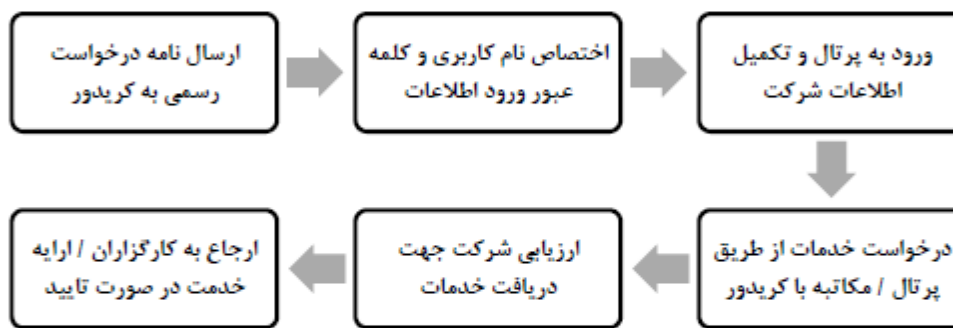 ارسال نامه درخواست
رسمی به کریدور
اختصاص نام کاربری و کلمه
عبور ورود اطلاعات
ورود به پرتال و تکمیل
اطلاعات شرکت
درخواست خدمات از طریق
پرتال / مکاتبه با کریدور
ارزیابی شرکت جهت
دریافت خدمات
ارجاع به کارگزاران / ارایه
خدمت در صورت تایید